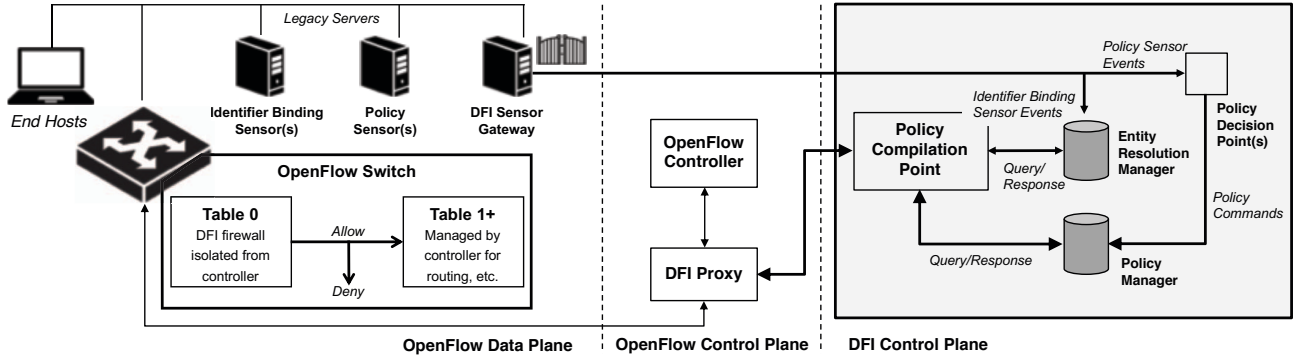 Legacy Servers
End Hosts
Identifier Binding
Sensor(s)
Policy
Sensor(s)
DFI Sensor
Gateway
OpenFlow Switch
Table 0
DFI firewall
isolated from
controller
Allow
Deny
Table 1+
Managed by
controller for
routing, etc.
OpenFlow Data Plane
OpenFlow
Controller
DFI Proxy
OpenFlow Control Plane
Policy Sensor
Events
Identifier Binding
Sensor Events
Policy
Compilation
Point
Query/
Response
Entity
Resolution
Manager
Policy
Decision
Point(s)
Policy
Commands
Query/Response
Policy
Manager
DFI Control Plane